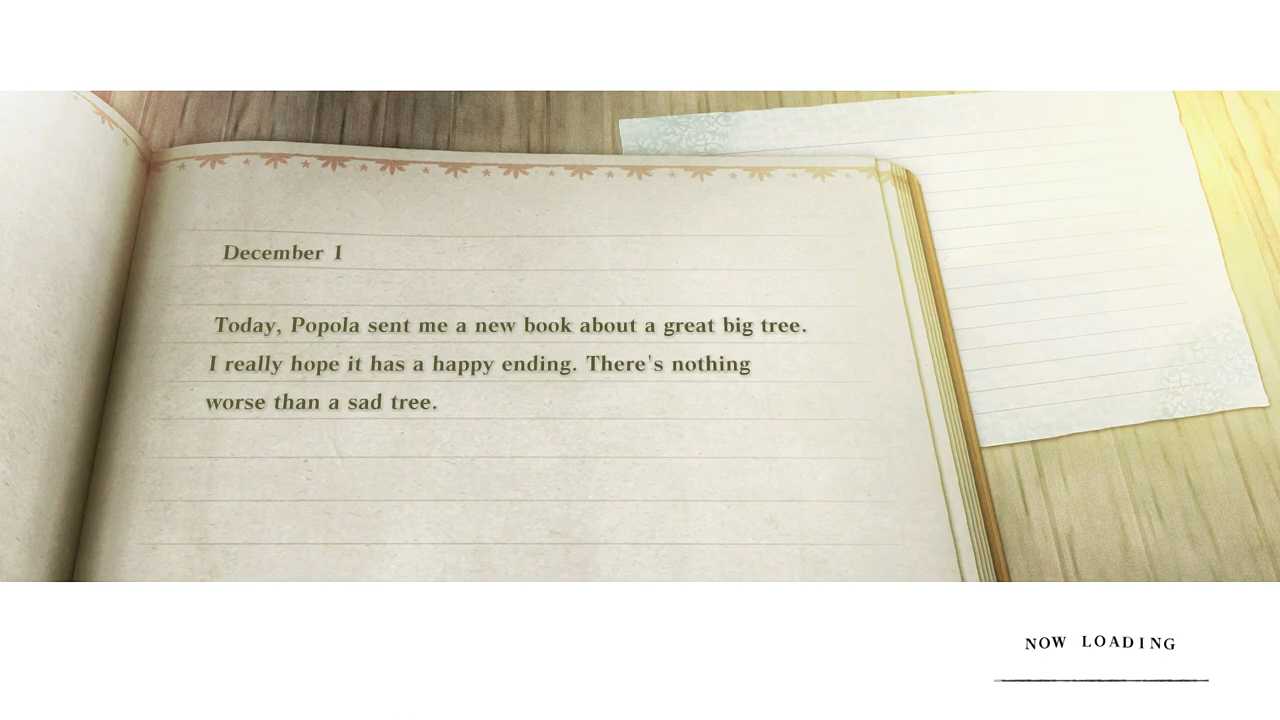 December 1
Today, Popola sent me a new book about a great big tree.
I really hope it has a happy ending. There's nothing
worse than a sad tree.
NOW LOADING